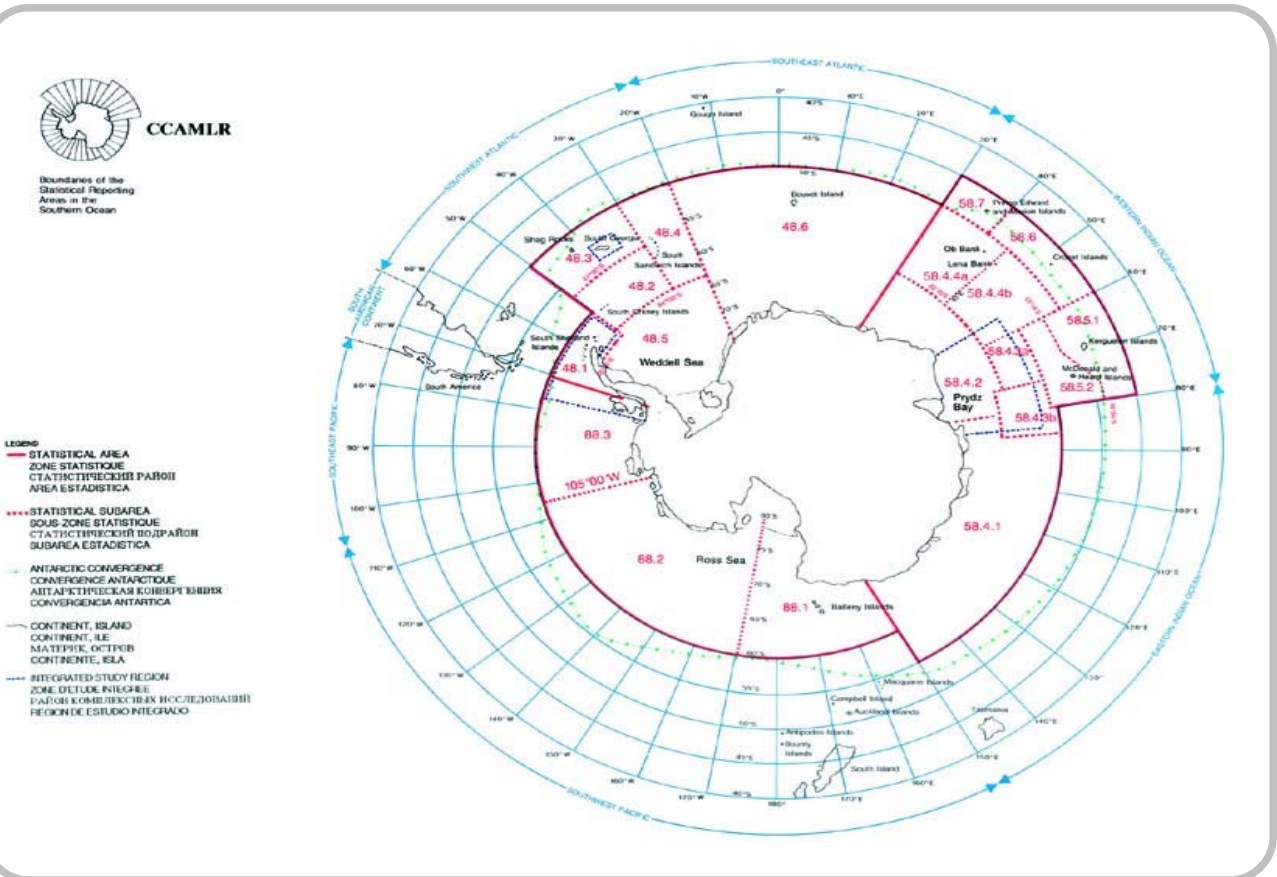 CCAMLR
Boundaries of the
Statistical Reporting
Areas in the
Southern Ocean
LEGEND
STATISTICAL AREA
ZONE STATISTIQUE
СТАТИСТИЧЕСКИЙ РАЙОН
AREA ESTADISTICA
STATISTICAL SUBAREA
SOUS-ZONE STATISTIQUE
СТАТИСТИЧЕСКИЙ ПОДРАЙОН
SUBAREA ESTADISTICA
ANTARCTIC CONVERGENCE
CONVERGENCE ANTARCTIQUE
АНТАРКТИЧЕСКАЯ КОНВЕРГЕНЦИЯ
CONVERGENCIA ANTARTICA
CONTINENT, ISLAND
CONTINENT, ILE
МАТЕРИК, ОСТРОВ
CONTINENTE, ISLA
INTEGRATED STUDY REGION
ZONE D'ETUDE INTEGREE
РАЙОН КОМПЛЕКСНЫХ ИССЛЕДОВАНИЙ
REGION DE ESTUDIO INTEGRADO
SOUTHEAST ATLANTIC
SOUTHWEST ATLANTIC
WESTERN INDIAN OCEAN
EASTERN INDIAN OCEAN
SOUTHWEST PACIFIC
SOUTHEAST PACIFIC
SOUTH
AMERICAN
CONTINENT
Gough Island
Bouvet Island
48.6
48.4
48.3
Shag Rocks
South Georgia
South
Sandwich Islands
48.2
South Orkney Islands
48.5
Weddell Sea
South Shetland
Islands
48.1
South America
88.3
105°00'W
88.2
Ross Sea
88.1
Balleny Islands
58.7
Prince Edward
and Marion Islands
58.6
Ob Bank
Lena Bank
Crozet Islands
58.4.4a
58.4.4b
58.5.1
Kerguelen Islands
58.4.3a
McDonald and
Heard Islands
58.5.2
58.4.2
Prydz
Bay
58.4.3b
58.4.1
Macquarie Islands
Campbell Island
Auckland Islands
Antipodes Islands
Bounty
Islands
South Island
Tasmania